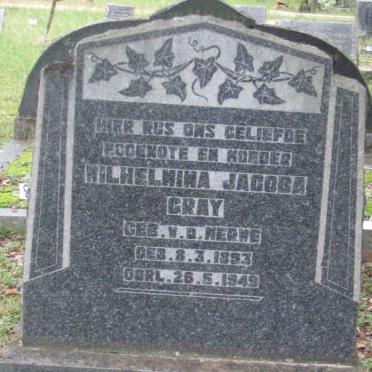 HIER RUS ONS GELIEFDE
EGGENOTE EN MOEDER
WILHELMINA JACOBA
GRAY
GEB. V.D. MERWE
GEB. 8.3.1893
OORL. 26.5.1949